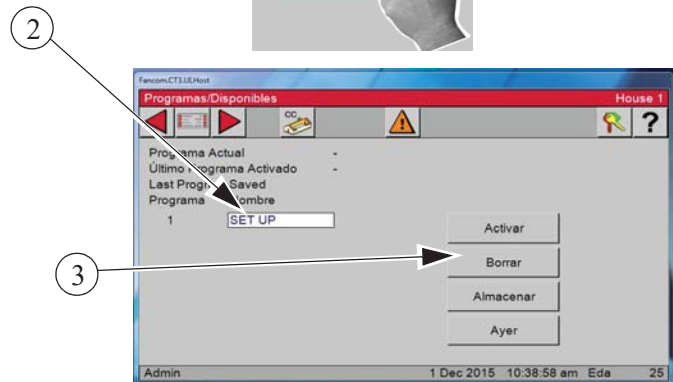 2
Fancom.CT3.UI.Host
Programas/Disponibles House 1
CC ?
Programa Actual -
Último Programa Activado -
Last Program Saved
Programa Nombre
1 SET UP
Activar
Borrar
3
Almacenar
Ayer
Admin 1 Dec 2015 10:38:58 am Eda 25